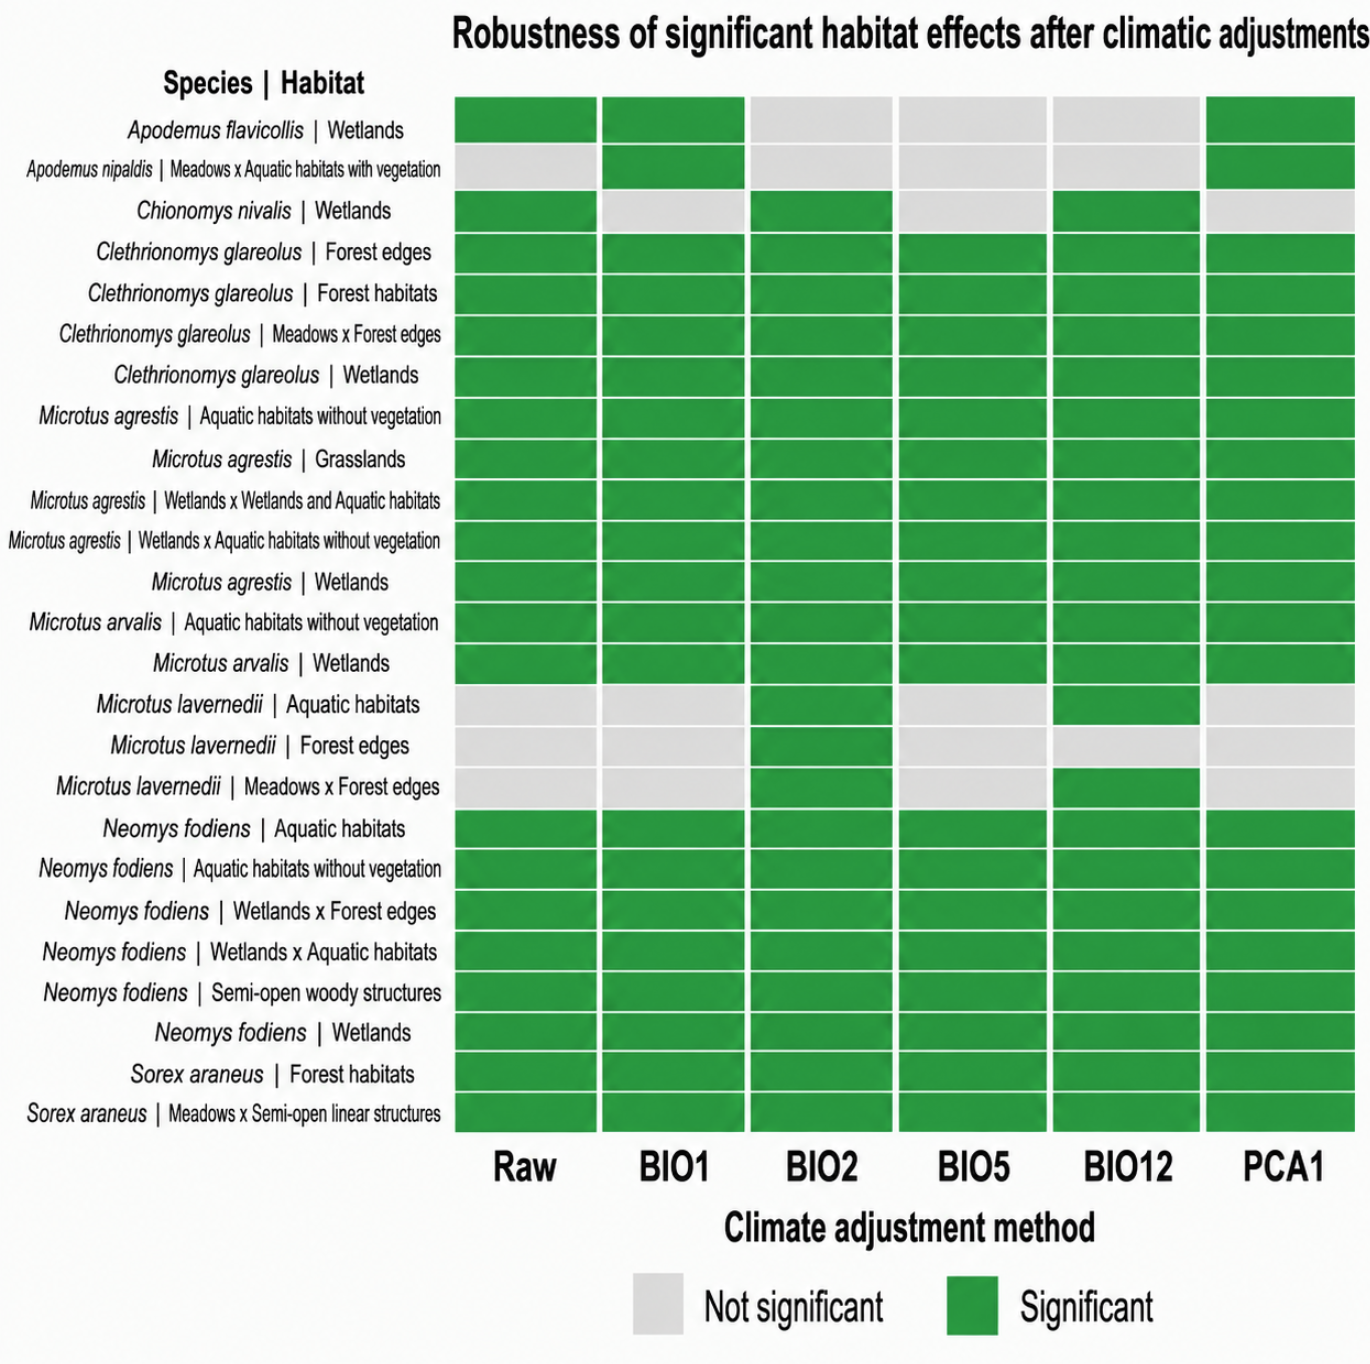 Robustness of significant habitat effects after climatic adjustments
Species | Habitat
Apodemus flavicollis | Wetlands
Apodemus nipaldis | Meadows x Aquatic habitats with vegetation
Chionomys nivalis | Wetlands
Clethrionomys glareolus | Forest edges
Clethrionomys glareolus | Forest habitats
Clethrionomys glareolus | Meadows x Forest edges
Clethrionomys glareolus | Wetlands
Microtus agrestis | Aquatic habitats without vegetation
Microtus agrestis | Grasslands
Microtus agrestis | Wetlands x Wetlands and Aquatic habitats
Microtus agrestis | Wetlands x Aquatic habitats without vegetation
Microtus agrestis | Wetlands
Microtus arvalis | Aquatic habitats without vegetation
Microtus arvalis | Wetlands
Microtus lavernedii | Aquatic habitats
Microtus lavernedii | Forest edges
Microtus lavernedii | Meadows x Forest edges
Neomys fodiens | Aquatic habitats
Neomys fodiens | Aquatic habitats without vegetation
Neomys fodiens | Wetlands x Forest edges
Neomys fodiens | Wetlands x Aquatic habitats
Neomys fodiens | Semi-open woody structures
Neomys fodiens | Wetlands
Sorex araneus | Forest habitats
Sorex araneus | Meadows x Semi-open linear structures
Raw BIO1 BIO2 BIO5 BIO12 PCA1
Climate adjustment method
Not significant Significant